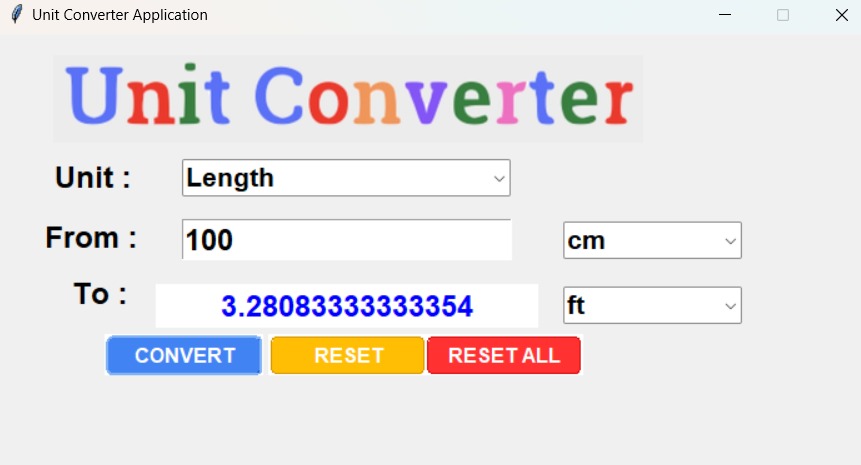 Unit Converter Application
Unit Converter
Unit : Length
From : 100 cm
To : 3.28083333333354 ft
CONVERT RESET RESET ALL